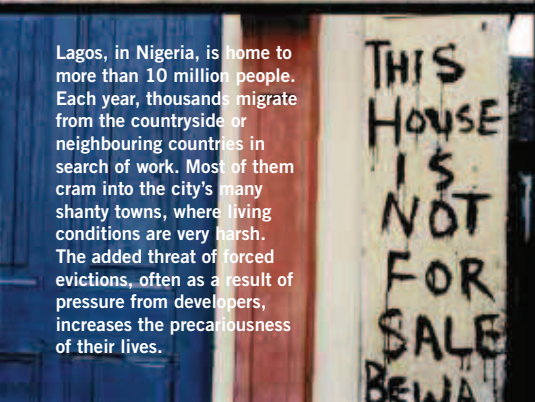 Lagos, in Nigeria, is home to
more than 10 million people.
Each year, thousands migrate
from the countryside or
neighbouring countries in
search of work. Most of them
cram into the city's many
shanty towns, where living
conditions are very harsh.
The added threat of forced
evictions, often as a result of
pressure from developers,
increases the precariousness
of their lives.
THIS
HOUSE
IS
NOT
FOR
SALE
BEWA